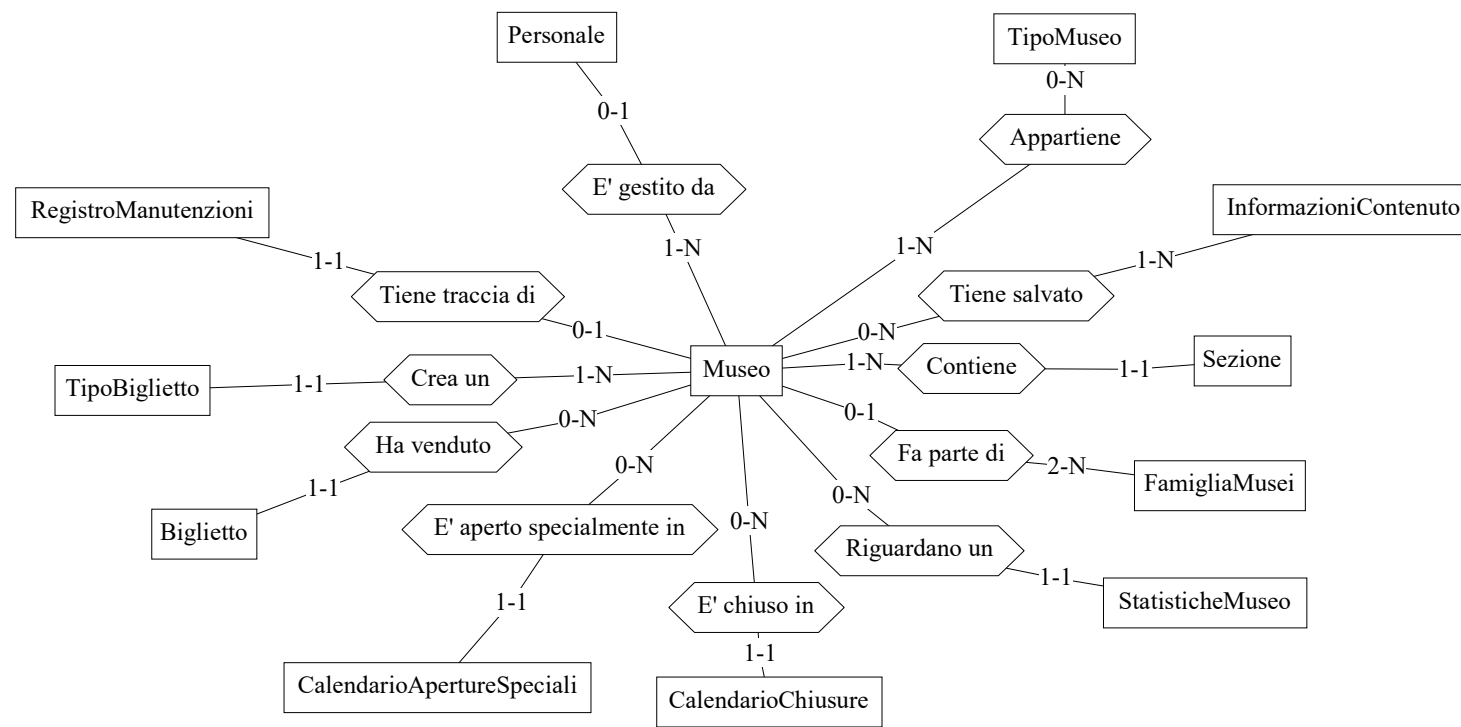 Personale
TipoMuseo
0-N
0-1
Appartiene
E' gestito da
RegistroManutenzioni
InformazioniContenuto
1-N
1-N
1-1
1-N
Tiene traccia di
Tiene salvato
0-1
0-N
1-N
Contiene
Sezione
Museo
Crea un
1-N
1-1
1-1
TipoBiglietto
0-1
0-N
Ha venduto
Fa parte di
2-N
FamigliaMusei
0-N
1-1
0-N
0-N
Biglietto
E' aperto specialmente in
Riguardano un
1-1
StatisticheMuseo
1-1
E' chiuso in
1-1
CalendarioApertureSpeciali
CalendarioChiusure